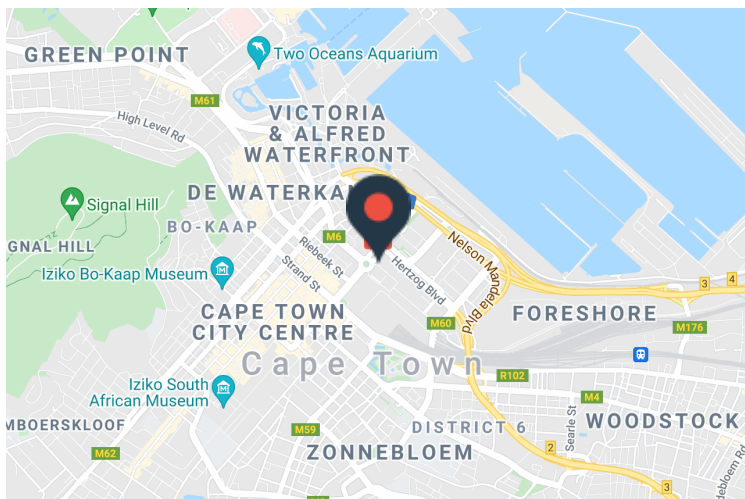 GREEN POINT
Two Oceans Aquarium
M61
High Level Rd
VICTORIA
& ALFRED
WATERFRONT
DE WATERKA
Signal Hill
BO-KAAP
GNAL HILL
M6
Riebeek St
Strand St
Hertzog Blvd
Nelson Mandela Blvd
Iziko Bo-Kaap Museum
3
4
CAPE TOWN
CITY CENTRE
FORESHORE
M60
M176
Cape Town
Iziko South
African Museum
R102
M4
MBOERSKLOOF
M59
DISTRICT 6
Searle St
WOODSTOCK
M62
ZONNEBLOEM
2
3
debloem Rd